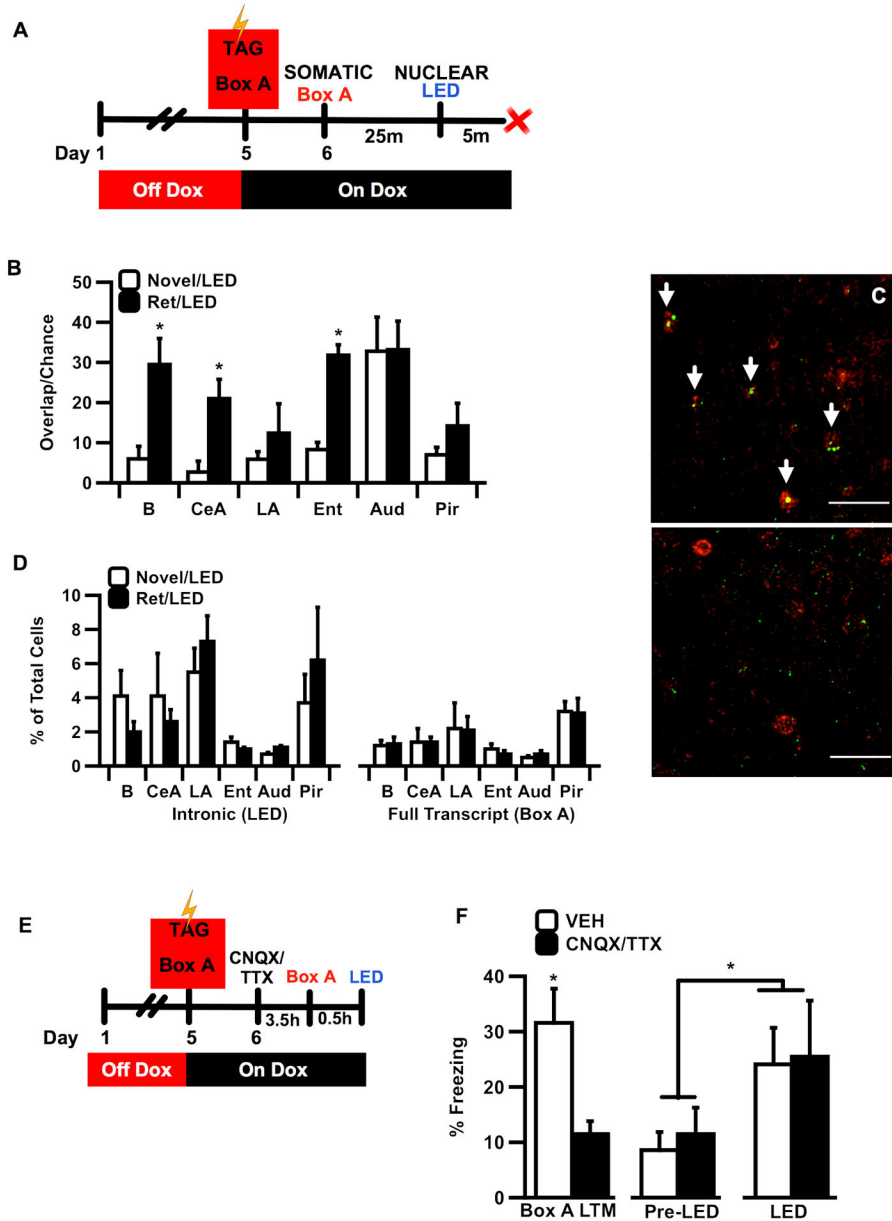 A
TAG
Box A
SOMATIC
Box A
NUCLEAR
LED
25m
5m
Day 1
5
6
Off Dox
On Dox
B
Novel/LED
Ret/LED
Overlap/Chance
50
40
30
20
10
0
*
*
*
B CeA LA Ent Aud Pir
C
D
Novel/LED
Ret/LED
% of Total Cells
10
8
6
4
2
0
B CeA LA Ent Aud Pir
Intronic (LED)
B CeA LA Ent Aud Pir
Full Transcript (Box A)
E
TAG
Box A
CNQX/
TTX
Box A
LED
3.5h
0.5h
Day 1
5
6
Off Dox
On Dox
F
VEH
CNQX/TTX
% Freezing
40
30
20
10
0
*
*
Box A LTM
Pre-LED
LED